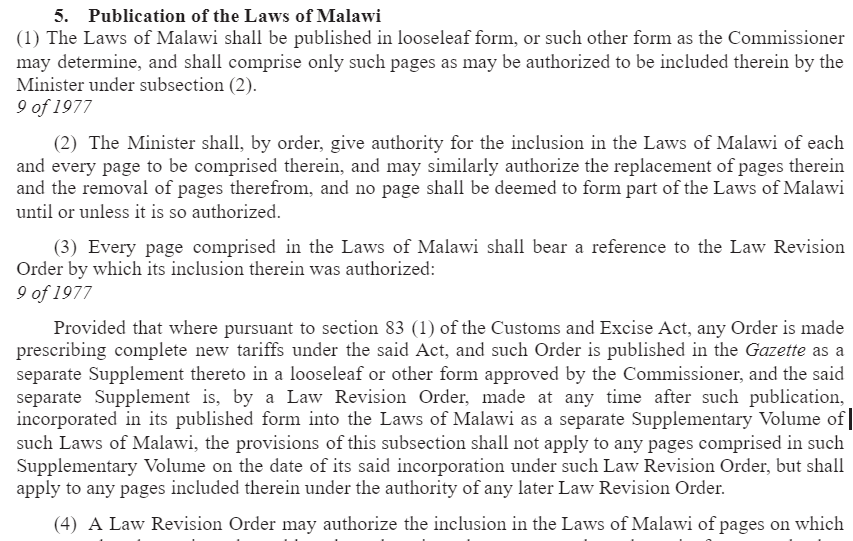 5. Publication of the Laws of Malawi
(1) The Laws of Malawi shall be published in looseleaf form, or such other form as the Commissioner
may determine, and shall comprise only such pages as may be authorized to be included therein by the
Minister under subsection (2).
9 of 1977
(2) The Minister shall, by order, give authority for the inclusion in the Laws of Malawi of each
and every page to be comprised therein, and may similarly authorize the replacement of pages therein
and the removal of pages therefrom, and no page shall be deemed to form part of the Laws of Malawi
until or unless it is so authorized.
(3) Every page comprised in the Laws of Malawi shall bear a reference to the Law Revision
Order by which its inclusion therein was authorized:
9 of 1977
Provided that where pursuant to section 83 (1) of the Customs and Excise Act, any Order is made
prescribing complete new tariffs under the said Act, and such Order is published in the Gazette as a
separate Supplement thereto in a looseleaf or other form approved by the Commissioner, and the said
separate Supplement is, by a Law Revision Order, made at any time after such publication,
incorporated in its published form into the Laws of Malawi as a separate Supplementary Volume of
such Laws of Malawi, the provisions of this subsection shall not apply to any pages comprised in such
Supplementary Volume on the date of its said incorporation under such Law Revision Order, but shall
apply to any pages included therein under the authority of any later Law Revision Order.
(4) A Law Revision Order may authorize the inclusion in the Laws of Malawi of pages on which